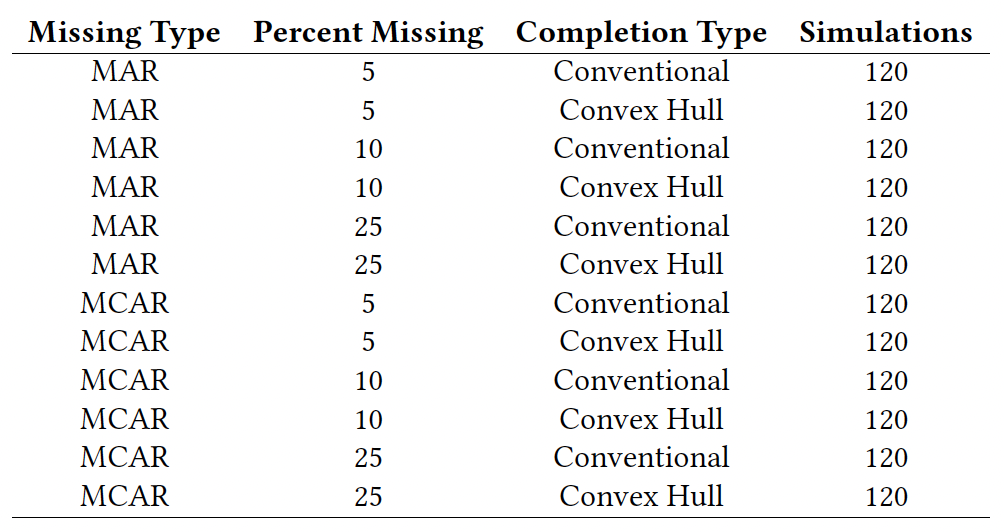 Missing Type Percent Missing Completion Type Simulations
MAR 5 Conventional 120
MAR 5 Convex Hull 120
MAR 10 Conventional 120
MAR 10 Convex Hull 120
MAR 25 Conventional 120
MAR 25 Convex Hull 120
MCAR 5 Conventional 120
MCAR 5 Convex Hull 120
MCAR 10 Conventional 120
MCAR 10 Convex Hull 120
MCAR 25 Conventional 120
MCAR 25 Convex Hull 120